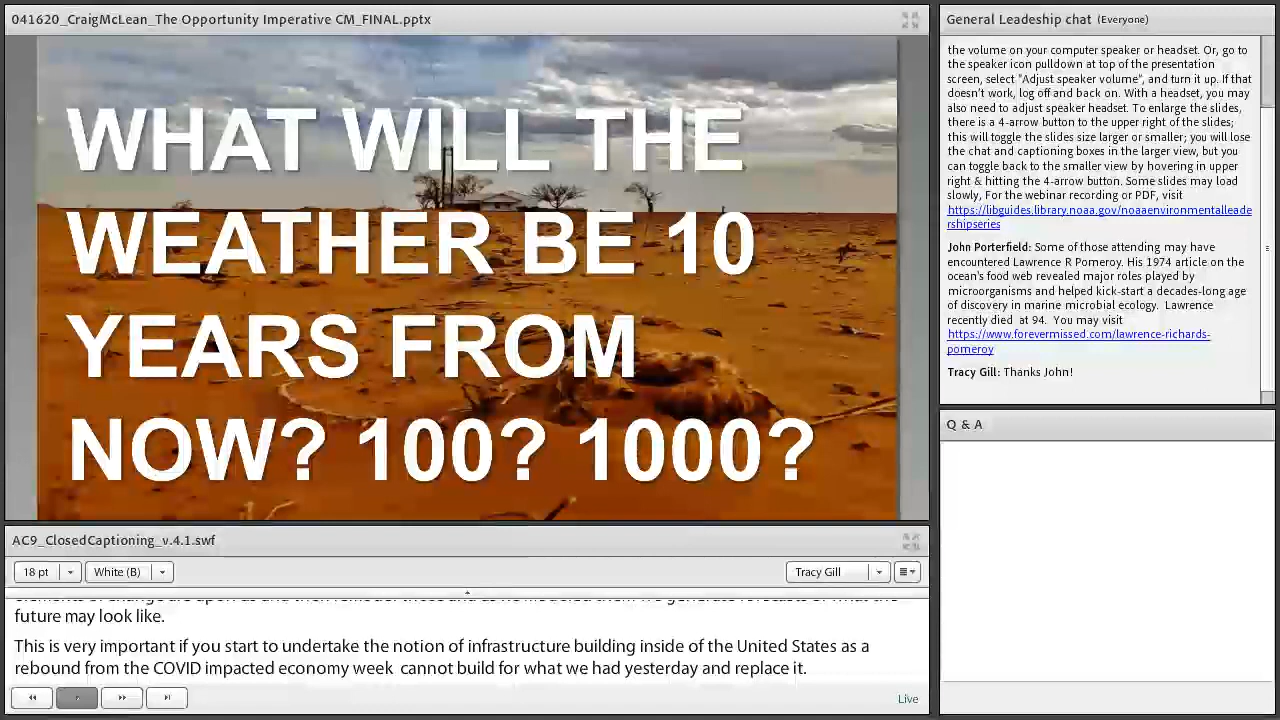 041620_CraigMcLean_The Opportunity Imperative CM_FINAL.pptx
WHAT WILL THE
WEATHER BE 10
YEARS FROM
NOW? 100? 1000?
AC9_ClosedCaptioning_v.4.1.swf
18 pt
White (B)
Tracy Gill
future may look like.
This is very important if you start to undertake the notion of infrastructure building inside of the United States as a
rebound from the COVID impacted economy week cannot build for what we had yesterday and replace it.
Live
General Leadership chat (Everyone)
the volume on your computer speaker or headset. Or, go to
the speaker icon pulldown at top of the presentation
screen, select "Adjust speaker volume", and turn it up. If that
doesn't work, log off and back on. With a headset, you may
also need to adjust speaker headset. To enlarge the slides,
there is a 4-arrow button to the upper right of the slides;
this will toggle the slides size larger or smaller; you will lose
the chat and captioning boxes in the larger view, but you
can toggle back to the smaller view by hovering in upper
right & hitting the 4-arrow button. Some slides may load
slowly, For the webinar recording or PDF, visit
https://libguides.library.noaa.gov/noaaenvironmentalleade
rshipseries
John Porterfield: Some of those attending may have
encountered Lawrence R Pomeroy. His 1974 article on the
ocean's food web revealed major roles played by
microorganisms and helped kick-start a decades-long age
of discovery in marine microbial ecology. Lawrence
recently died at 94. You may visit
https://www.forevermissed.com/lawrence-richards-
pomeroy
Tracy Gill: Thanks John!
Q & A